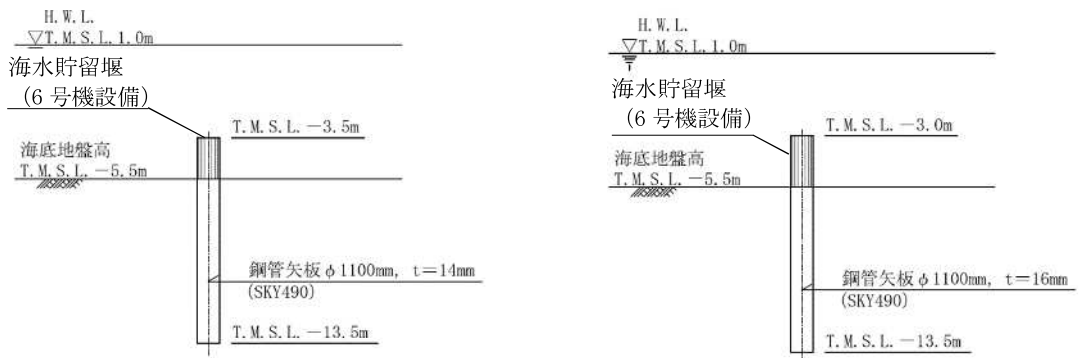 H.W.L.
▽T.M.S.L.1.0m
海水貯留堰
（6 号機設備）
T.M.S.L.－3.5m
海底地盤高
T.M.S.L.－5.5m
鋼管矢板φ1100mm, t＝14mm
(SKY490)
T.M.S.L.－13.5m
H.W.L.
▽T.M.S.L.1.0m
海水貯留堰
（6 号機設備）
T.M.S.L.－3.0m
海底地盤高
T.M.S.L.－5.5m
鋼管矢板φ1100mm, t＝16mm
(SKY490)
T.M.S.L.－13.5m